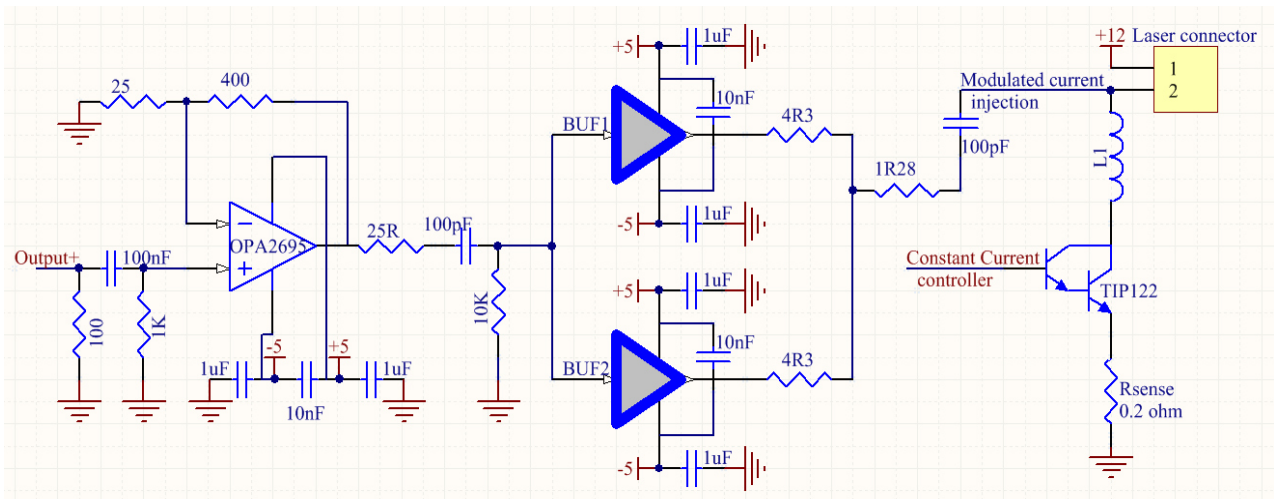 25
400
OPA2695
Output+
100nF
100
1K
1uF
-5
+5
1uF
10nF
25R
100pF
10K
+5
1uF
10nF
BUF1
-5
1uF
4R3
+5
1uF
10nF
BUF2
-5
1uF
4R3
1R28
100pF
Modulated current
injection
+12
Laser connector
1
2
L1
Constant Current
controller
TIP122
Rsense
0.2 ohm